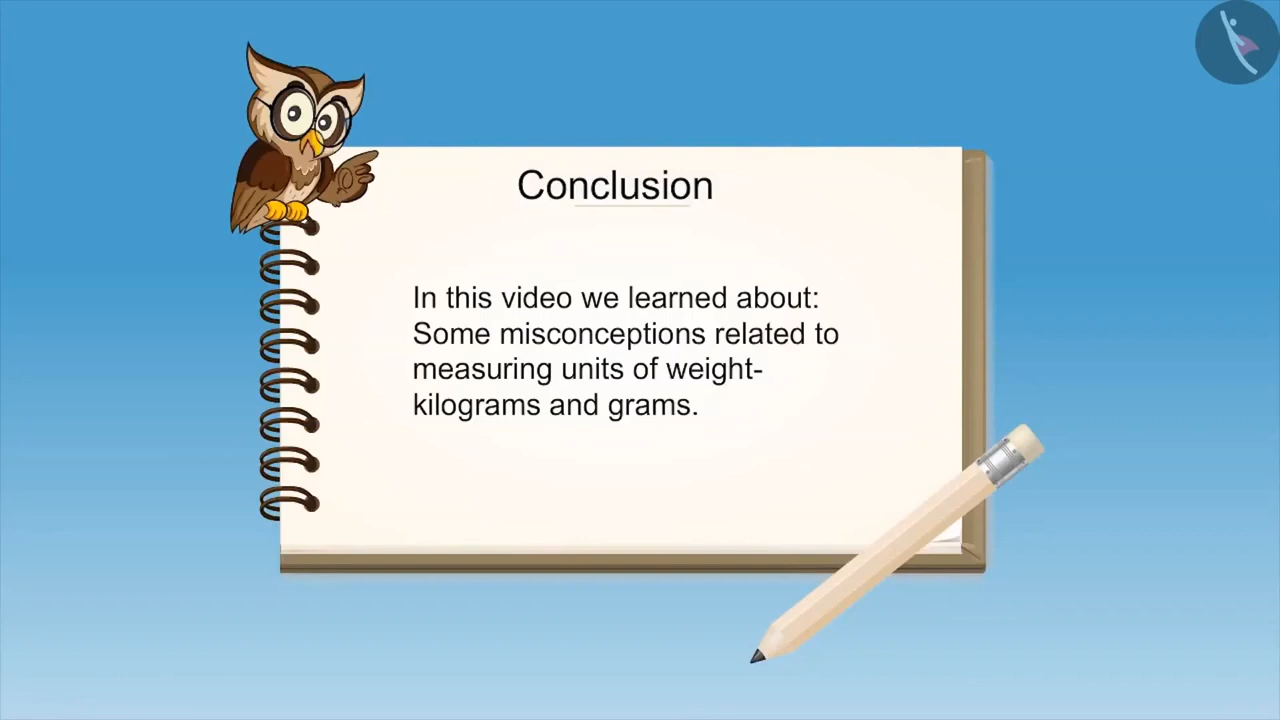 Conclusion
In this video we learned about:
Some misconceptions related to
measuring units of weight-
kilograms and grams.